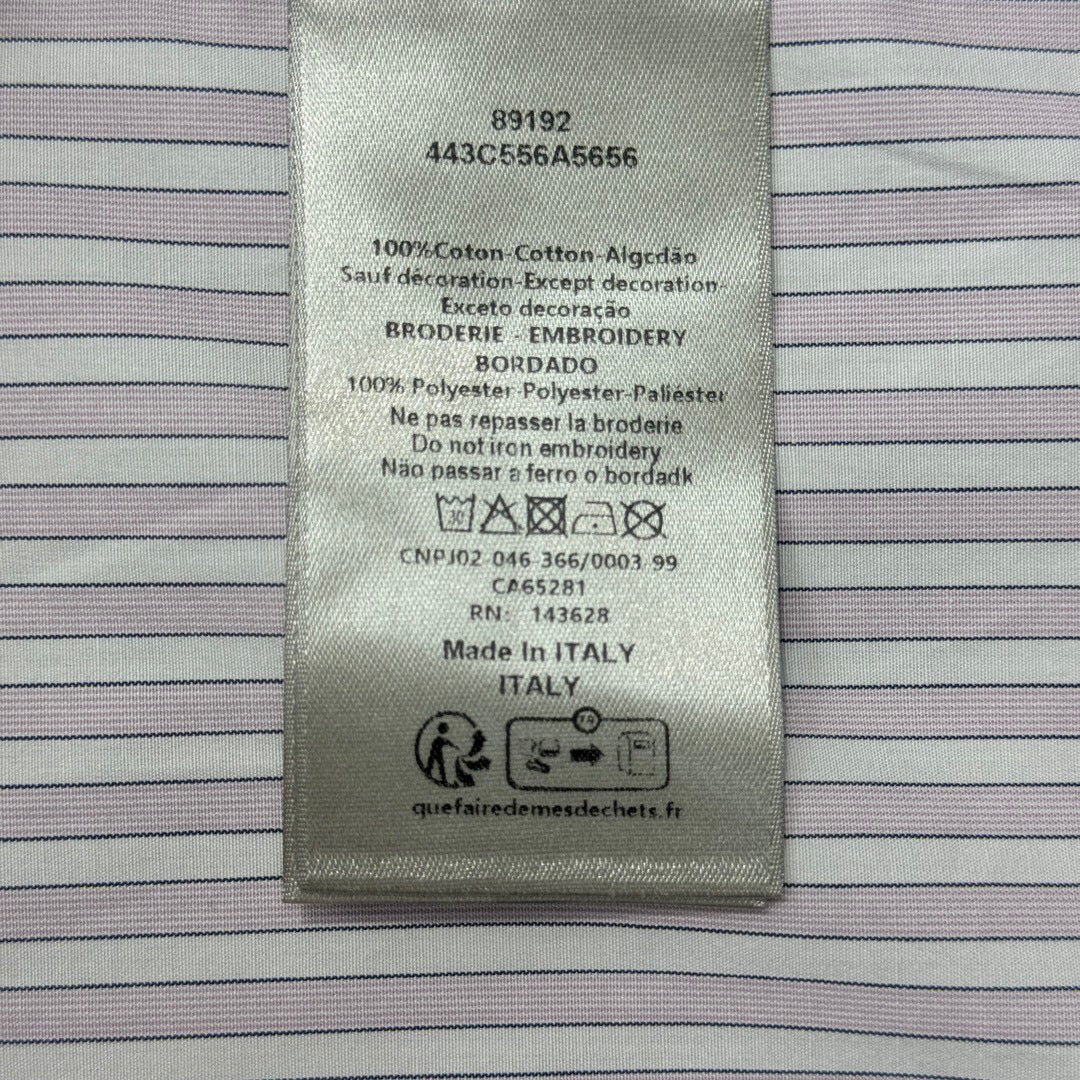 89192
443C556A5656
100%Coton-Cotton-Algcdão
Sauf décoration-Except decoration-
Exceto decoração
BRODERIE - EMBROIDERY
BORDADO
100% Polyester-Polyester-Paliéster
Ne pas repasser la broderie
Do not iron embroidery
Não passar a ferro o bordadk
30
CNPJ02 046 366/0003 99
CA65281
RN: 143628
Made In ITALY
ITALY
quefairedemesdechets.fr